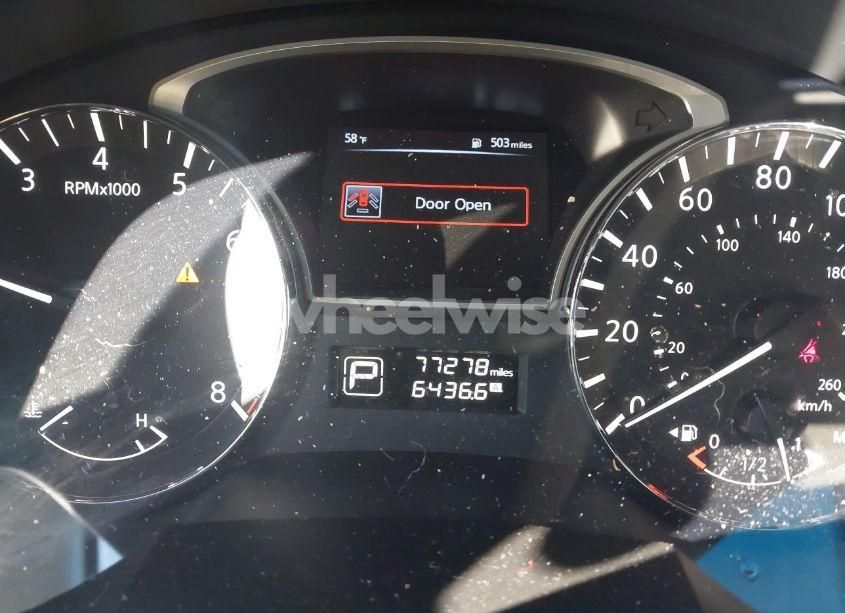 58 °F 503 miles
Door Open
3 4 5 6 8
RPMx1000
H
wheelwise
P 77278 miles
6436.6 A
0 20 40 60 80
20 60 100 140 180
260
km/h
0 1/2 1